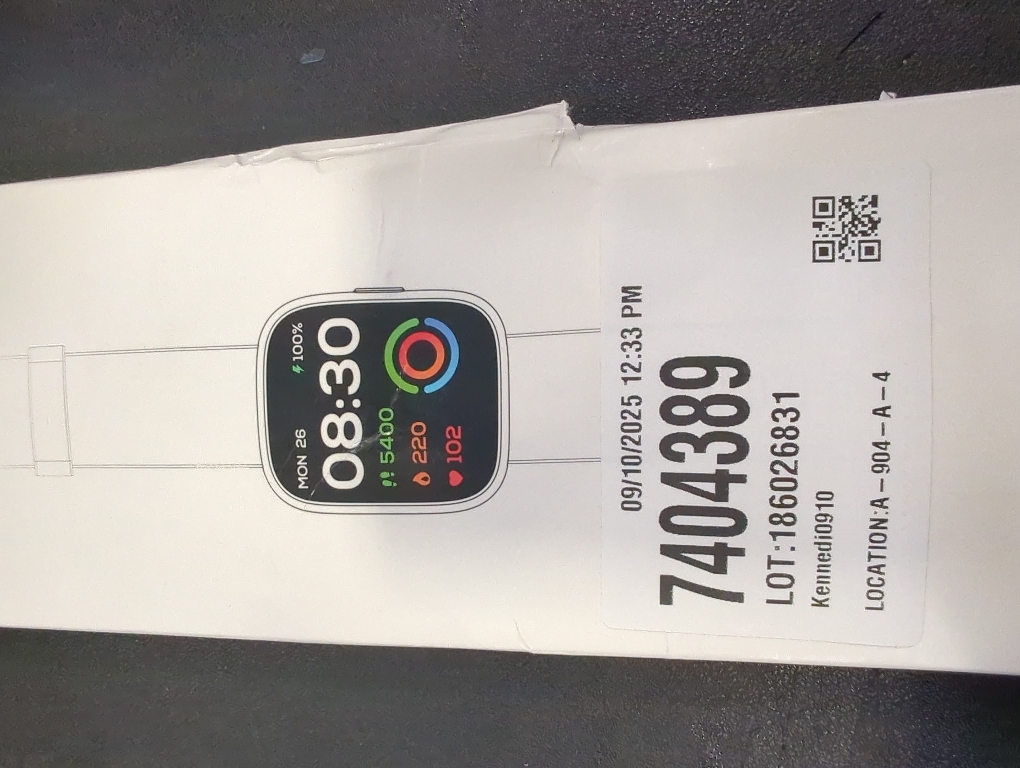 ⚡100%
MON 26
08:30
5400
220
102
09/10/2025 12:33 PM
7404389
LOT:186026831
Kennedi0910
LOCATION:A-904-A-4